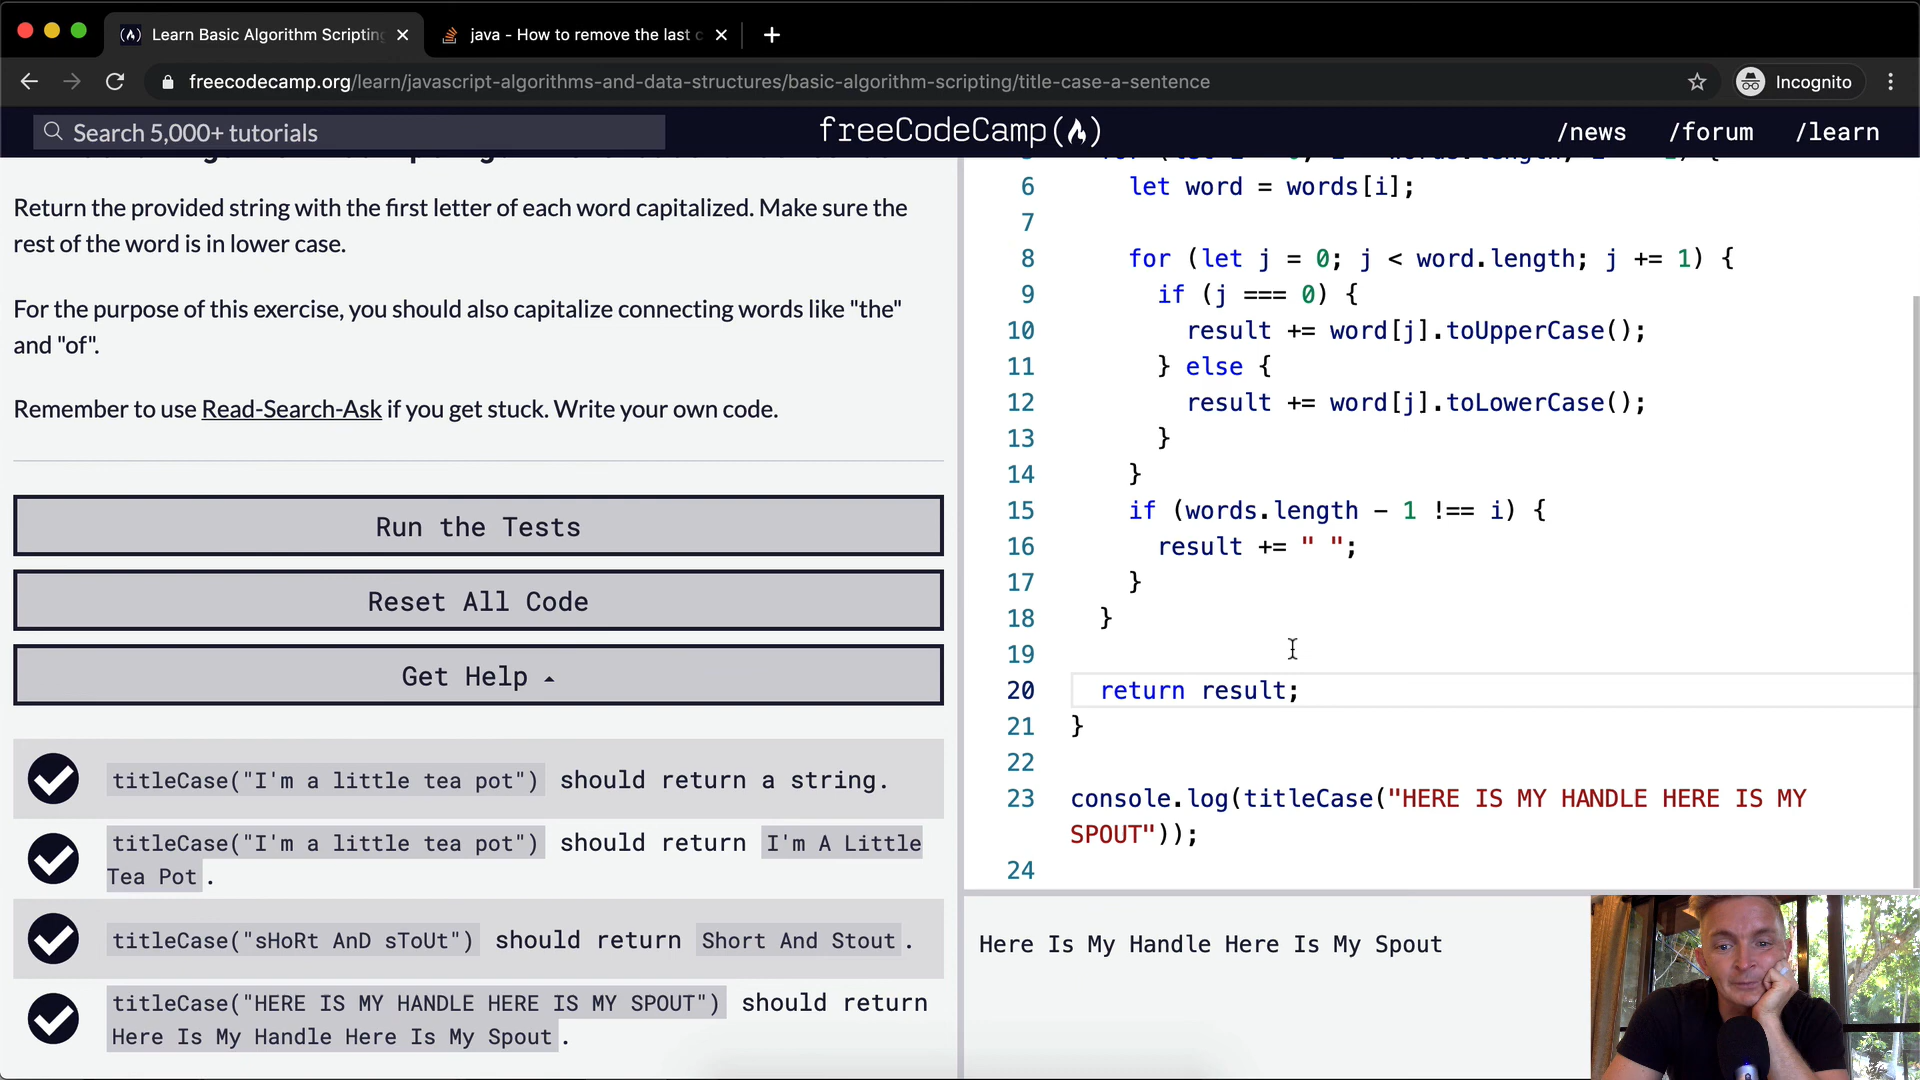 Learn Basic Algorithm Scripting
java - How to remove the last c
freecodecamp.org/learn/javascript-algorithms-and-data-structures/basic-algorithm-scripting/title-case-a-sentence
Incognito
Search 5,000+ tutorials
freeCodeCamp(🔥)
/news /forum /learn
Return the provided string with the first letter of each word capitalized. Make sure the
rest of the word is in lower case.
For the purpose of this exercise, you should also capitalize connecting words like "the"
and "of".
Remember to use Read-Search-Ask if you get stuck. Write your own code.
Run the Tests
Reset All Code
Get Help
titleCase("I'm a little tea pot") should return a string.
titleCase("I'm a little tea pot") should return I'm A Little
Tea Pot.
titleCase("sHoRt AnD sToUt") should return Short And Stout.
titleCase("HERE IS MY HANDLE HERE IS MY SPOUT") should return
Here Is My Handle Here Is My Spout.
6 let word = words[i];
7
8 for (let j = 0; j < word.length; j += 1) {
9 if (j === 0) {
10 result += word[j].toUpperCase();
11 } else {
12 result += word[j].toLowerCase();
13 }
14 }
15 if (words.length - 1 !== i) {
16 result += " ";
17 }
18 }
19
20 return result;
21 }
22
23 console.log(titleCase("HERE IS MY HANDLE HERE IS MY
SPOUT"));
24
Here Is My Handle Here Is My Spout